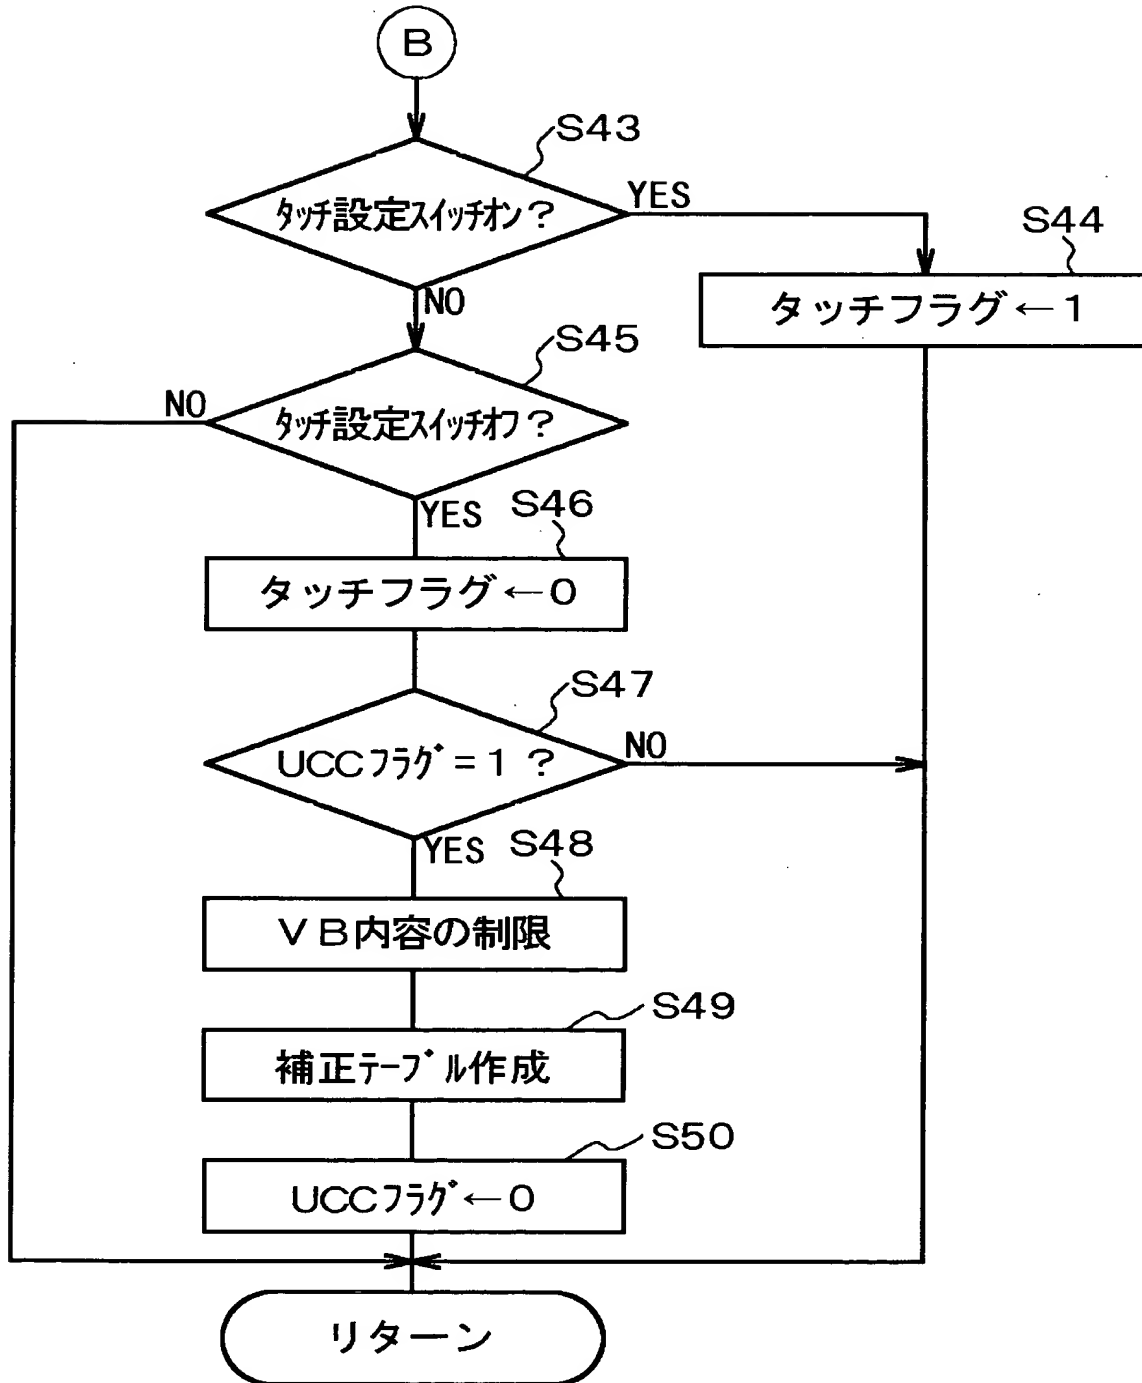 B
S43
ﾀｯﾁ設定ｽｲｯﾁｵﾝ？
YES
S44
タッチフラグ←1
NO
S45
NO
ﾀｯﾁ設定ｽｲｯﾁｵﾌ？
YES
S46
タッチフラグ←0
S47
UCCﾌﾗｸﾞ=1？
NO
YES
S48
VB内容の制限
S49
補正ﾃｰﾌﾞﾙ作成
S50
UCCﾌﾗｸﾞ←0
リターン